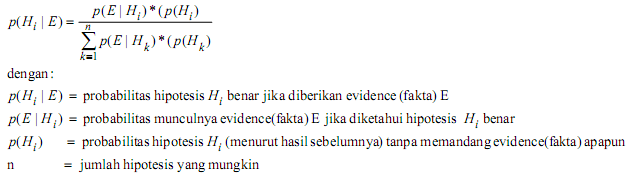 p(H_i | E) = \frac{p(E | H_i)*(p(H_i)}{\sum_{k=1}^{n} p(E | H_k)*(p(H_k)}
dengan :
p(H_i | E) = probabilitas hipotesis H_i benar jika diberikan evidence (fakta) E
p(E | H_i) = probabilitas munculnya evidence(fakta) E jika diketahui hipotesis H_i benar
p(H_i) = probabilitas hipotesis H_i (menurut hasil sebelumnya) tanpa memandang evidence(fakta) apapun
n = jumlah hipotesis yang mungkin